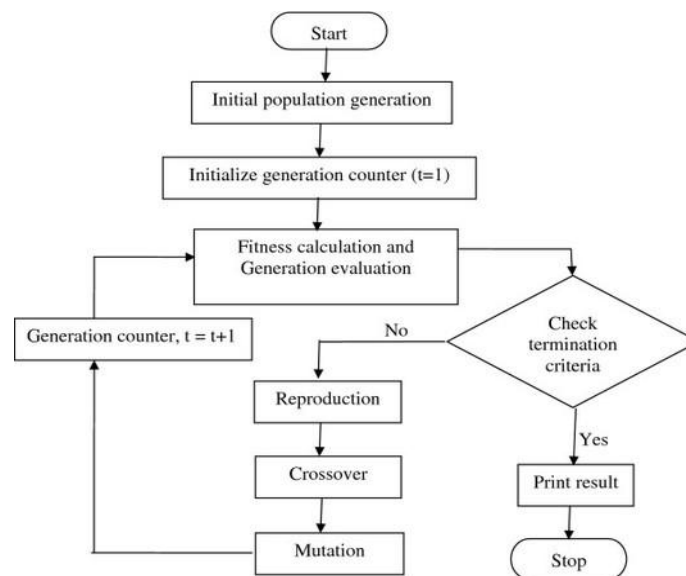 Start
Initial population generation
Initialize generation counter (t=1)
Fitness calculation and
Generation evaluation
Generation counter, t = t+1
No
Check
termination
criteria
Reproduction
Yes
Crossover
Print result
Mutation
Stop